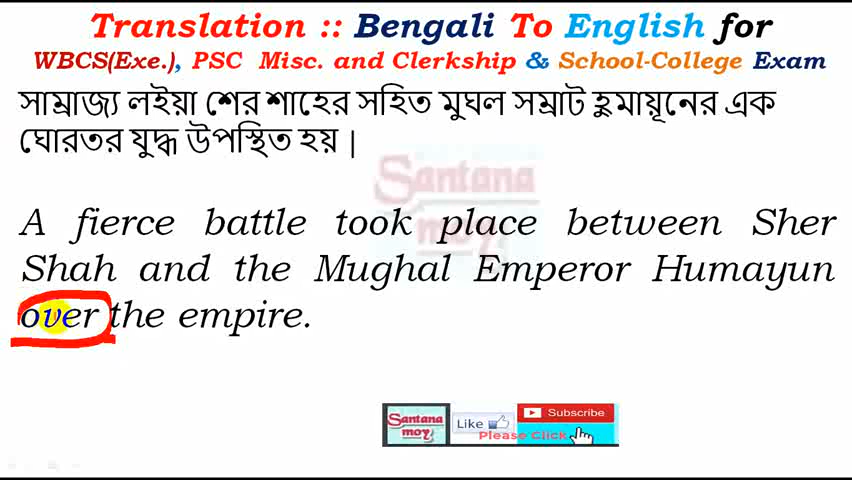 Translation :: Bengali To English for
WBCS(Exe.), PSC Misc. and Clerkship & School-College Exam
সাম্রাজ্য লইয়া শের শাহের সহিত মুঘল সম্রাট হুমায়ূনের এক
ঘোরতর যুদ্ধ উপস্থিত হয়।
Santana
moy
A fierce battle took place between Sher
Shah and the Mughal Emperor Humayun
over the empire.
Santana
moy
Like
Subscribe
Please Click